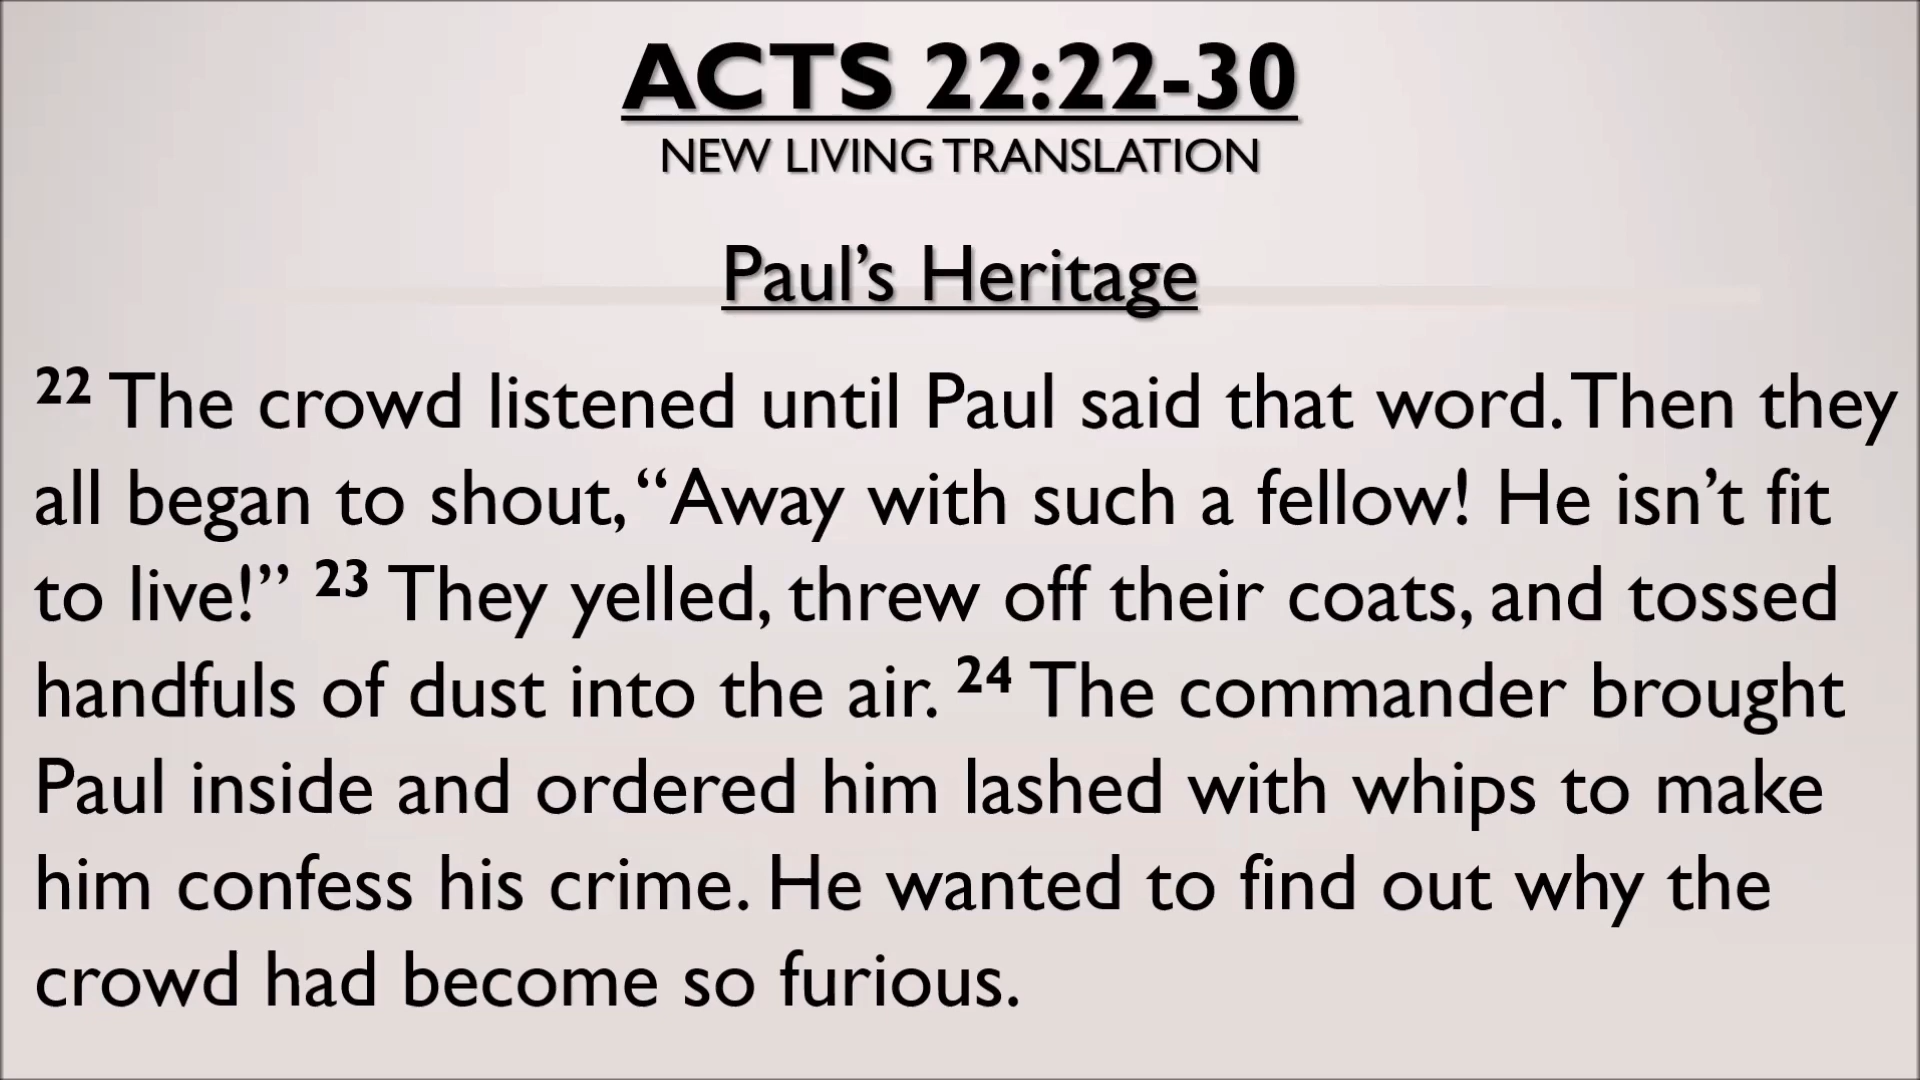 ACTS 22:22-30
NEW LIVING TRANSLATION
Paul’s Heritage
22 The crowd listened until Paul said that word. Then they
all began to shout, “Away with such a fellow! He isn’t fit
to live!” 23 They yelled, threw off their coats, and tossed
handfuls of dust into the air. 24 The commander brought
Paul inside and ordered him lashed with whips to make
him confess his crime. He wanted to find out why the
crowd had become so furious.